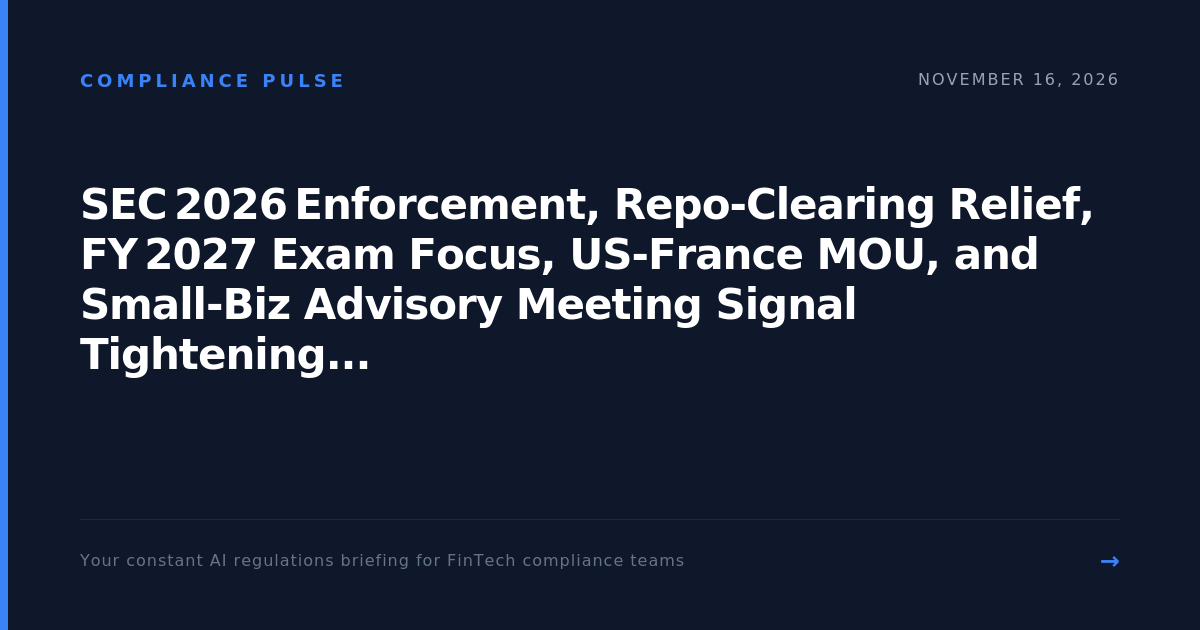 COMPLIANCE PULSE
NOVEMBER 16, 2026
SEC 2026 Enforcement, Repo-Clearing Relief,
FY 2027 Exam Focus, US-France MOU, and
Small-Biz Advisory Meeting Signal
Tightening...
Your constant AI regulations briefing for FinTech compliance teams
→